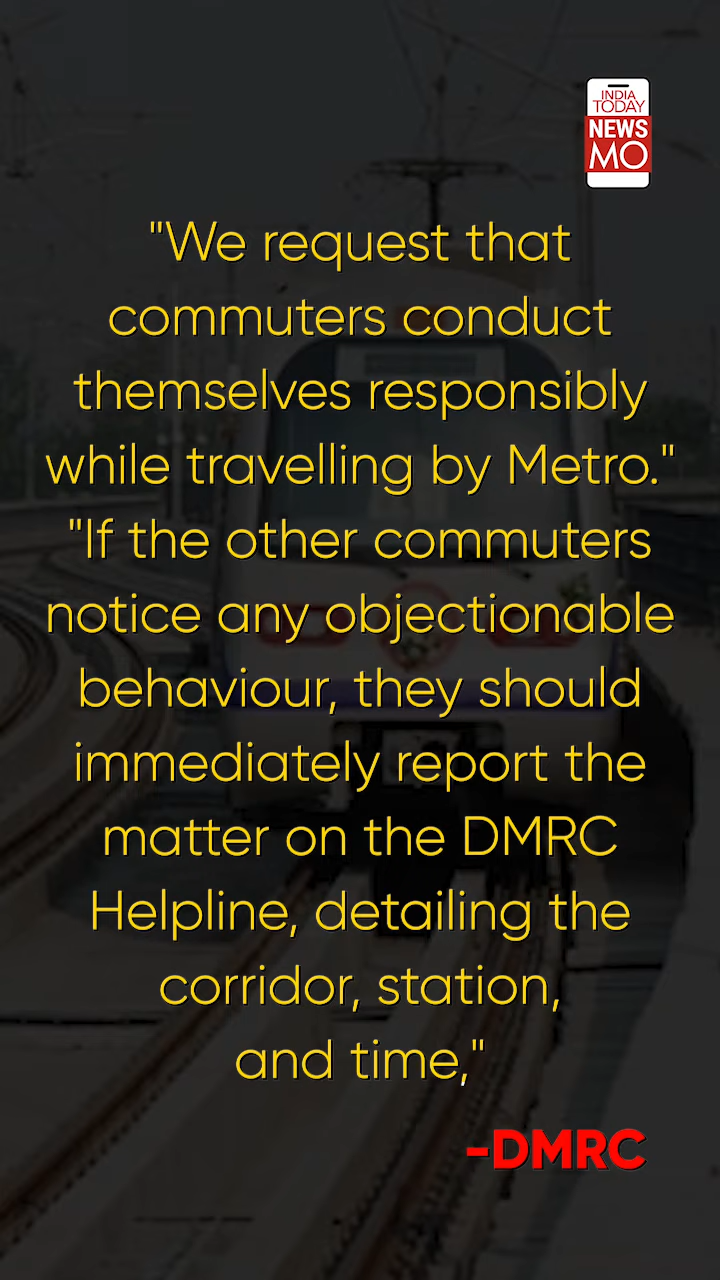 INDIA
TODAY
NEWS
MO
"We request that
commuters conduct
themselves responsibly
while travelling by Metro."
"If the other commuters
notice any objectionable
behaviour, they should
immediately report the
matter on the DMRC
Helpline, detailing the
corridor, station,
and time,"
-DMRC